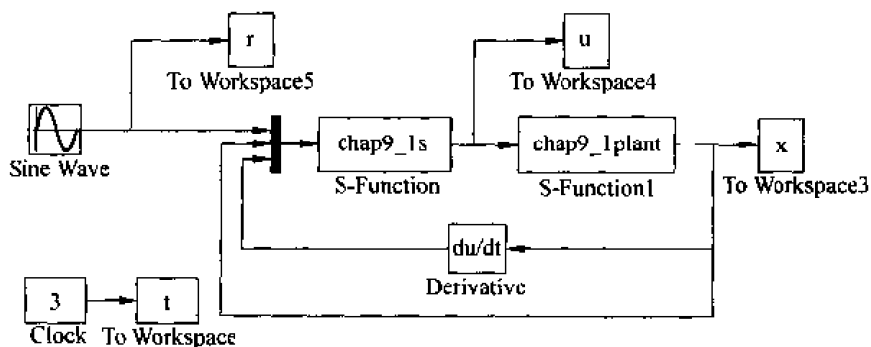 r
To Workspace5
u
To Workspace4
Sine Wave
chap9_1s
S-Function
chap9_1plant
S-Function1
x
To Workspace3
du/dt
Derivative
3
Clock
t
To Workspace